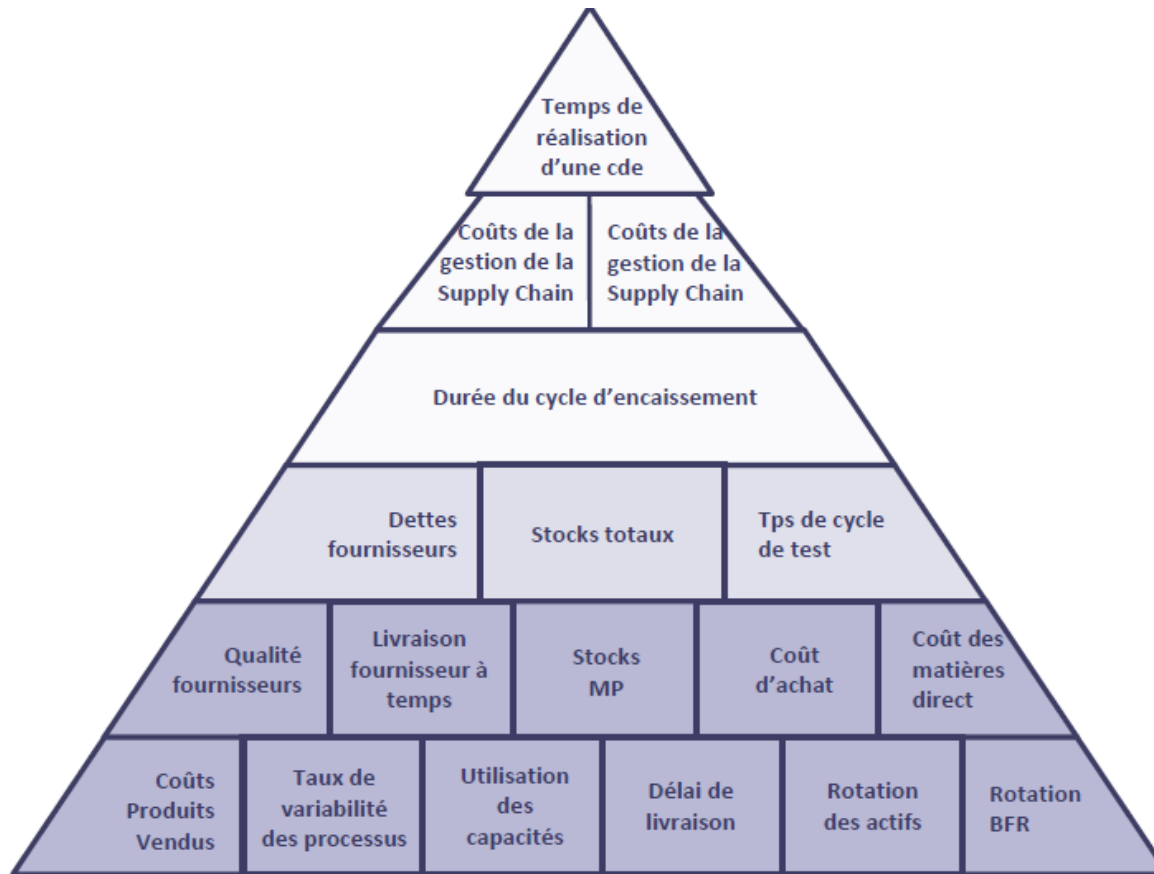 Temps de
réalisation
d'une cde
Coûts de la
gestion de la
Supply Chain
Coûts de la
gestion de la
Supply Chain
Durée du cycle d'encaissement
Dettes
fournisseurs
Stocks totaux
Tps de cycle
de test
Qualité
fournisseurs
Livraison
fournisseur à
temps
Stocks
MP
Coût
d'achat
Coût des
matières
direct
Coûts
Produits
Vendus
Taux de
variabilité
des processus
Utilisation
des
capacités
Délai de
livraison
Rotation
des actifs
Rotation
BFR